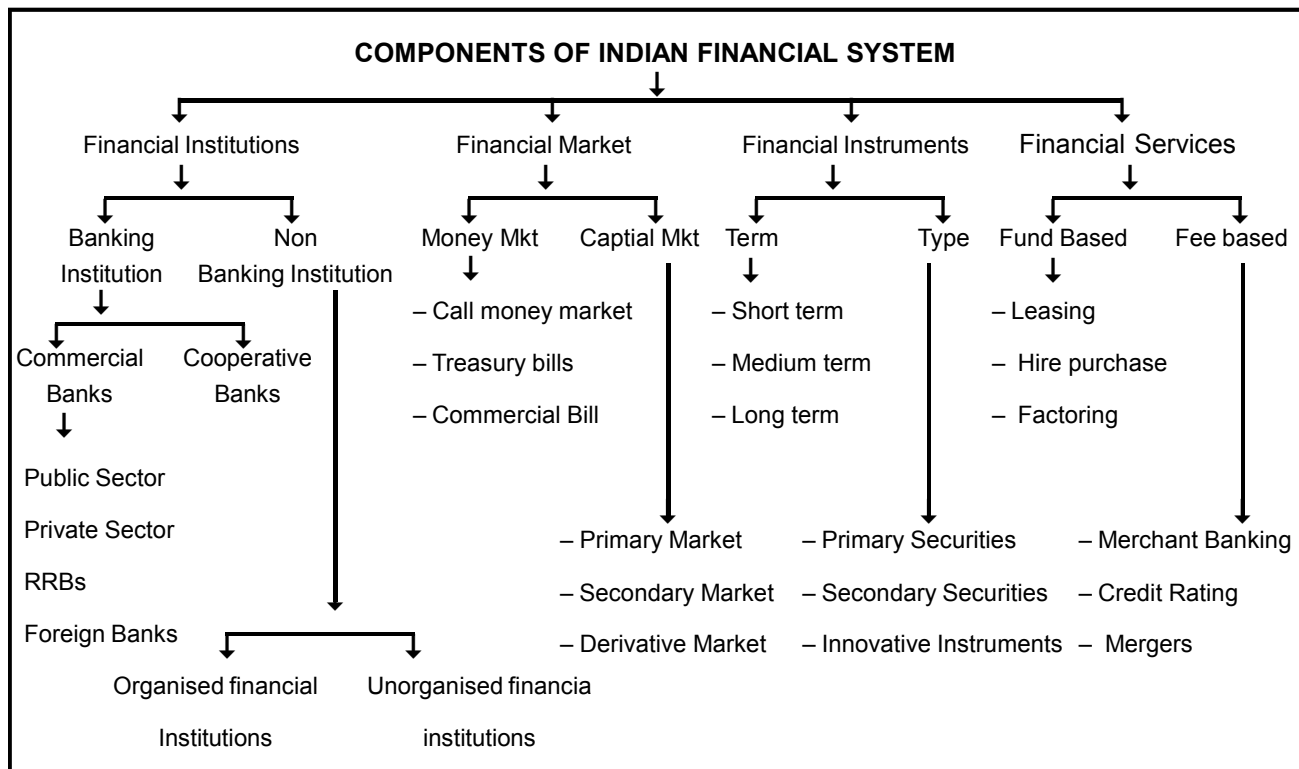 COMPONENTS OF INDIAN FINANCIAL SYSTEM
Financial Institutions
Financial Market
Financial Instruments
Financial Services
Banking
Institution
Non
Banking Institution
Money Mkt
Captial Mkt
Term
Type
Fund Based
Fee based
Commercial
Banks
Cooperative
Banks
– Call money market
– Treasury bills
– Commercial Bill
– Short term
– Medium term
– Long term
– Leasing
– Hire purchase
– Factoring
Public Sector
Private Sector
RRBs
Foreign Banks
– Primary Market
– Secondary Market
– Derivative Market
– Primary Securities
– Secondary Securities
– Innovative Instruments
– Merchant Banking
– Credit Rating
– Mergers
Organised financial
Institutions
Unorganised financia
institutions